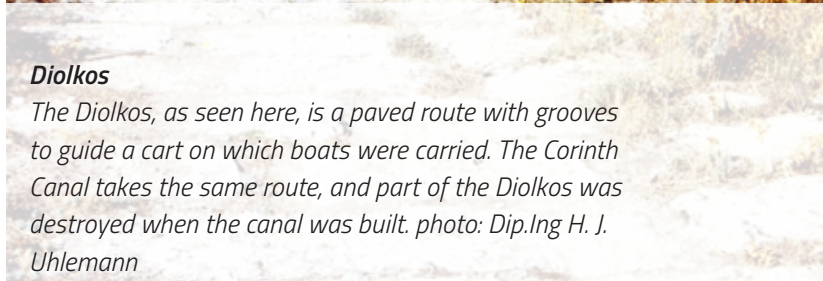 Diolkos
The Diolkos, as seen here, is a paved route with grooves
to guide a cart on which boats were carried. The Corinth
Canal takes the same route, and part of the Diolkos was
destroyed when the canal was built. photo: Dip.Ing H. J.
Uhlemann